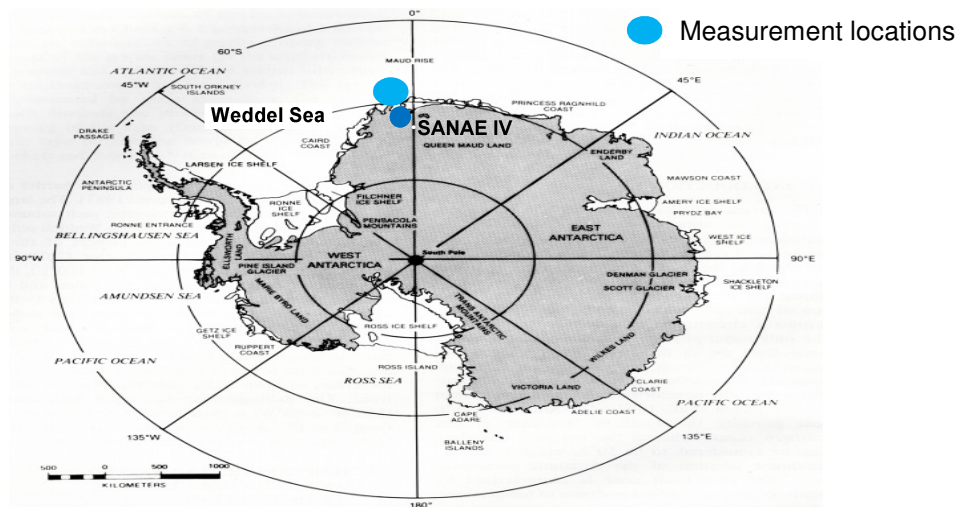 Measurement locations
0°
60°S
MAUD RISE
ATLANTIC OCEAN
45°W
45°E
SOUTH ORKNEY
ISLANDS
Weddel Sea
PRINCESS RAGNHILD
COAST
SANAE IV
DRAKE
PASSAGE
CAIRD
COAST
QUEEN MAUD LAND
INDIAN OCEAN
ENDERBY
LAND
LARSEN ICE SHELF
MAWSON COAST
ANTARCTIC
PENINSULA
FILCHNER
ICE SHELF
AMERY ICE SHELF
PRYDZ BAY
RONNE
ICE
SHELF
PENSACOLA
MOUNTAINS
RONNE ENTRANCE
BELLINGSHAUSEN SEA
EAST
ANTARCTICA
WEST ICE
SHELF
ELLSWORTH
LAND
South Pole
90°W
90°E
PINE ISLAND
GLACIER
WEST
ANTARCTICA
DENMAN GLACIER
SCOTT GLACIER
SHACKLETON
ICE SHELF
AMUNDSEN SEA
MARIE BYRD LAND
TRANS ANTARCTIC
MOUNTAINS
GETZ ICE
SHELF
ROSS ICE SHELF
RUPPERT
COAST
WILKES LAND
PACIFIC OCEAN
ROSS ISLAND
ROSS SEA
VICTORIA LAND
CLARIE
COAST
PACIFIC OCEAN
CAPE
ADARE
ADELIE COAST
135°W
135°E
BALLENY
ISLANDS
500 0 500 1000
KILOMETERS
180°